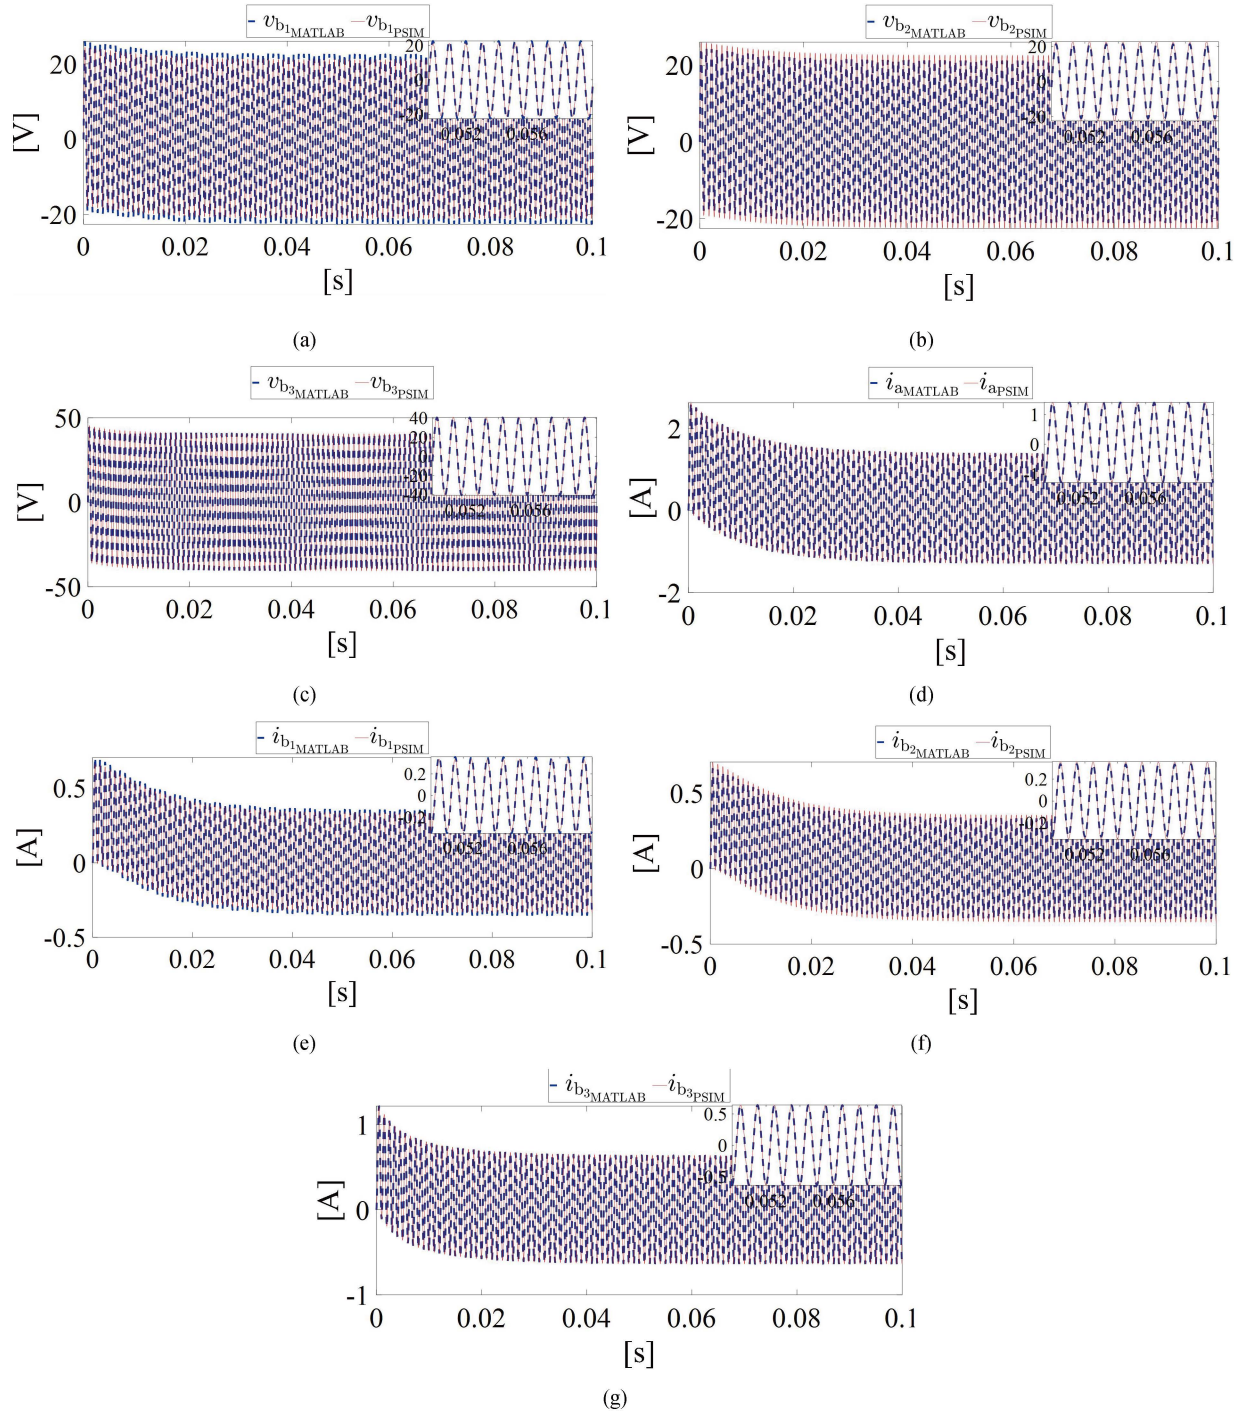 v_b1MATLAB v_b1PSIM
20
0
-20
[V]
20
0
-20
0.052 0.056
0 0.02 0.04 0.06 0.08 0.1
[s]
(a)
v_b2MATLAB v_b2PSIM
20
0
-20
[V]
20
0
-20
0.052 0.056
0 0.02 0.04 0.06 0.08 0.1
[s]
(b)
v_b3MATLAB v_b3PSIM
50
0
-50
[V]
40
20
0
-20
-40
0.052 0.056
0 0.02 0.04 0.06 0.08 0.1
[s]
(c)
i_aMATLAB i_aPSIM
2
0
-2
[A]
1
0
-1
0.052 0.056
0 0.02 0.04 0.06 0.08 0.1
[s]
(d)
i_b1MATLAB i_b1PSIM
0.5
0
-0.5
[A]
0.2
0
-0.2
0.052 0.056
0 0.02 0.04 0.06 0.08 0.1
[s]
(e)
i_b2MATLAB i_b2PSIM
0.5
0
-0.5
[A]
0.2
0
-0.2
0.052 0.056
0 0.02 0.04 0.06 0.08 0.1
[s]
(f)
i_b3MATLAB i_b3PSIM
1
0
-1
[A]
0.5
0
-0.5
0.052 0.056
0 0.02 0.04 0.06 0.08 0.1
[s]
(g)